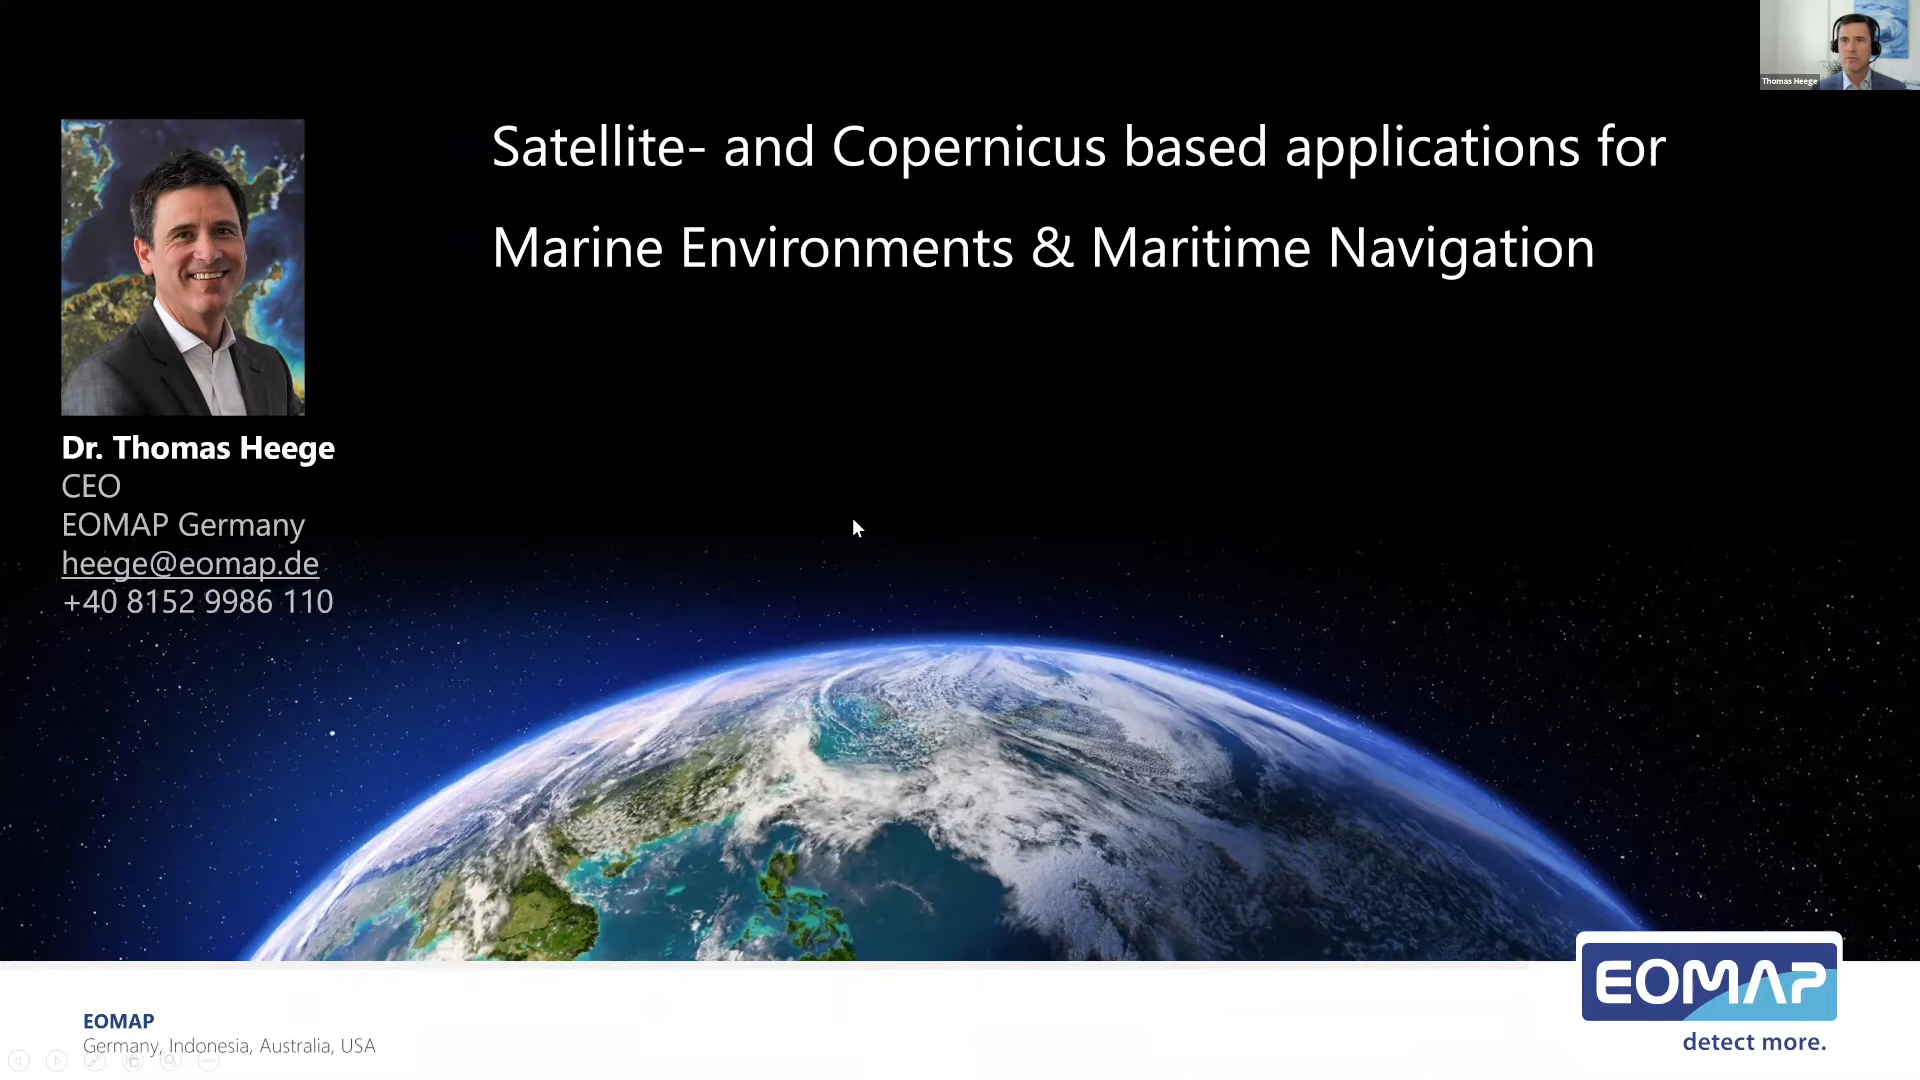 Thomas Heege
Satellite- and Copernicus based applications for
Marine Environments & Maritime Navigation
Dr. Thomas Heege
CEO
EOMAP Germany
heege@eomap.de
+40 8152 9986 110
EOMAP
Germany, Indonesia, Australia, USA
EOMAP
detect more.